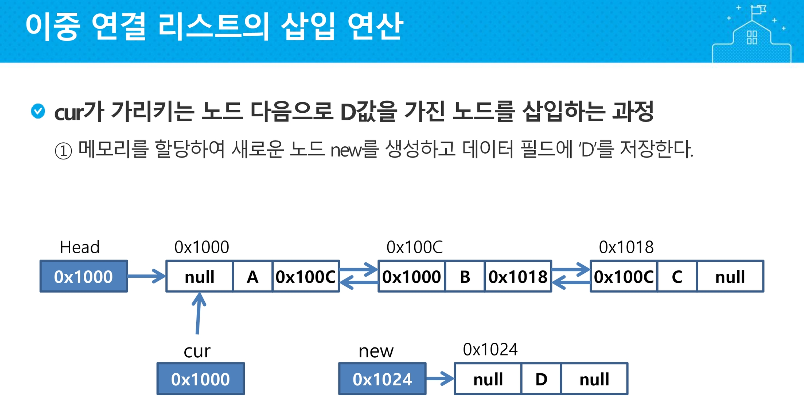 이중 연결 리스트의 삽입 연산
cur가 가리키는 노드 다음으로 D값을 가진 노드를 삽입하는 과정
① 메모리를 할당하여 새로운 노드 new를 생성하고 데이터 필드에 ‘D’를 저장한다.
Head 0x1000 0x100C 0x1018
0x1000 null A 0x100C 0x1000 B 0x1018 0x100C C null
cur new 0x1024
0x1000 0x1024 null D null